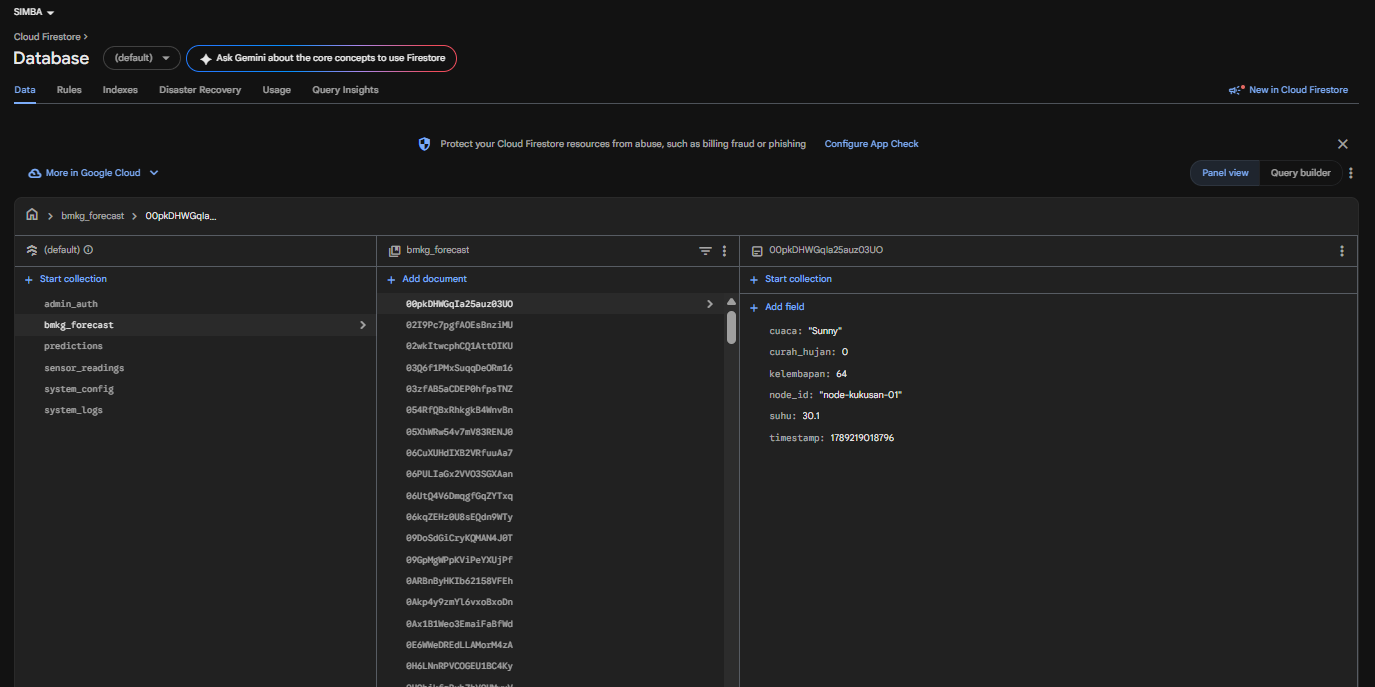 SIMBA
Cloud Firestore
Database (default) Ask Gemini about the core concepts to use Firestore
Data Rules Indexes Disaster Recovery Usage Query Insights New in Cloud Firestore
Protect your Cloud Firestore resources from abuse, such as billing fraud or phishing Configure App Check
More in Google Cloud Panel view Query builder
bmkg_forecast 00pkDHWGqIa...
(default) bmkg_forecast 00pkDHWGqIa25auz03UO
+ Start collection
admin_auth
bmkg_forecast
predictions
sensor_readings
system_config
system_logs
+ Add document
00pkDHWGqIa25auz03UO
02I9Pc7pgfAOEsBnziMU
02wkItwcphCQ1AttOIKU
03Q6f1PMxSuqqDeORm16
03zfAB5aCDEP0hfpsTNZ
054RfQBxRhkgkB4WnvBn
05XhWRw54v7mV83RENJ0
06CuXUHdIXB2VRfuuAa7
06PULIaGx2VVO3SGXAan
06UtQ4V6DmqgfGqZYTxq
06kqZEHz0U8sEQdn9WTy
09DoSdGiCryKQMAN4J0T
09GpMgWPpKViPeYXUjPf
0ARBnByHKIb62158VFEh
0Akp4y9zmYl6vxoBxoDn
0Ax1B1Weo3EmaiFaBfWd
0E6WWeDREdLLAMorM4zA
0H6LNnRPVCOGEU1BC4Ky
+ Start collection
+ Add field
cuaca: "Sunny"
curah_hujan: 0
kelembapan: 64
node_id: "node-kukusan-01"
suhu: 30.1
timestamp: 1789219018796